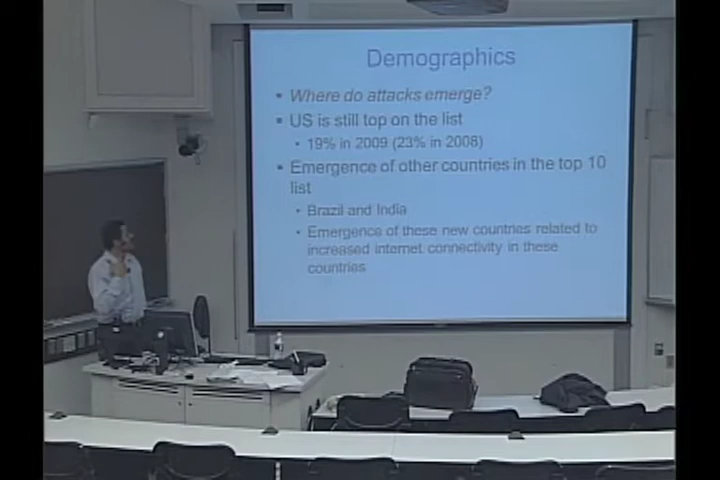 Demographics
• Where do attacks emerge?
• US is still top on the list
• 19% in 2009 (23% in 2008)
• Emergence of other countries in the top 10
list
• Brazil and India
• Emergence of these new countries related to
increased internet connectivity in these
countries